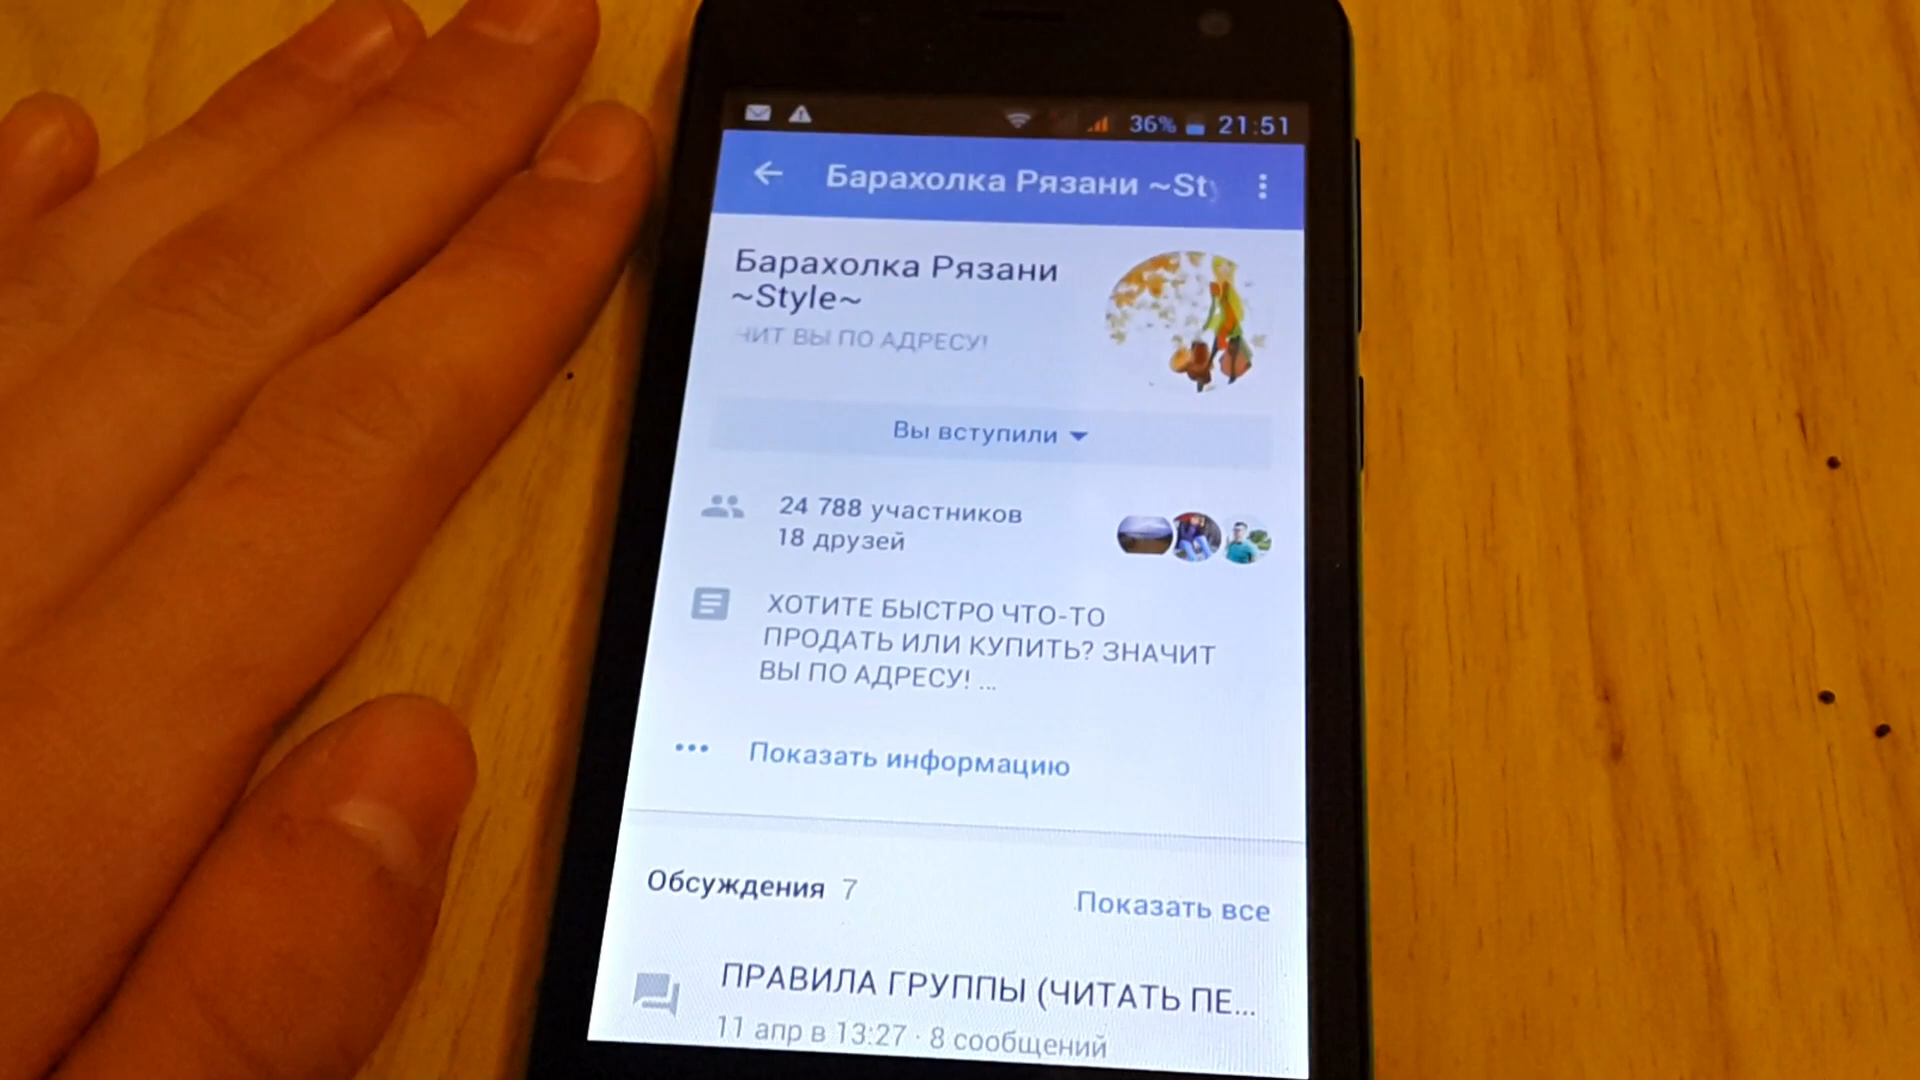 36% 21:51
Барахолка Рязани ~St
Барахолка Рязани
~Style~
ЧИТ ВЫ ПО АДРЕСУ!
Вы вступили
24 788 участников
18 друзей
ХОТИТЕ БЫСТРО ЧТО-ТО
ПРОДАТЬ ИЛИ КУПИТЬ? ЗНАЧИТ
ВЫ ПО АДРЕСУ! ...
Показать информацию
Обсуждения 7
Показать все
ПРАВИЛА ГРУППЫ (ЧИТАТЬ ПЕ...
11 апр в 13:27 · 8 сообщений